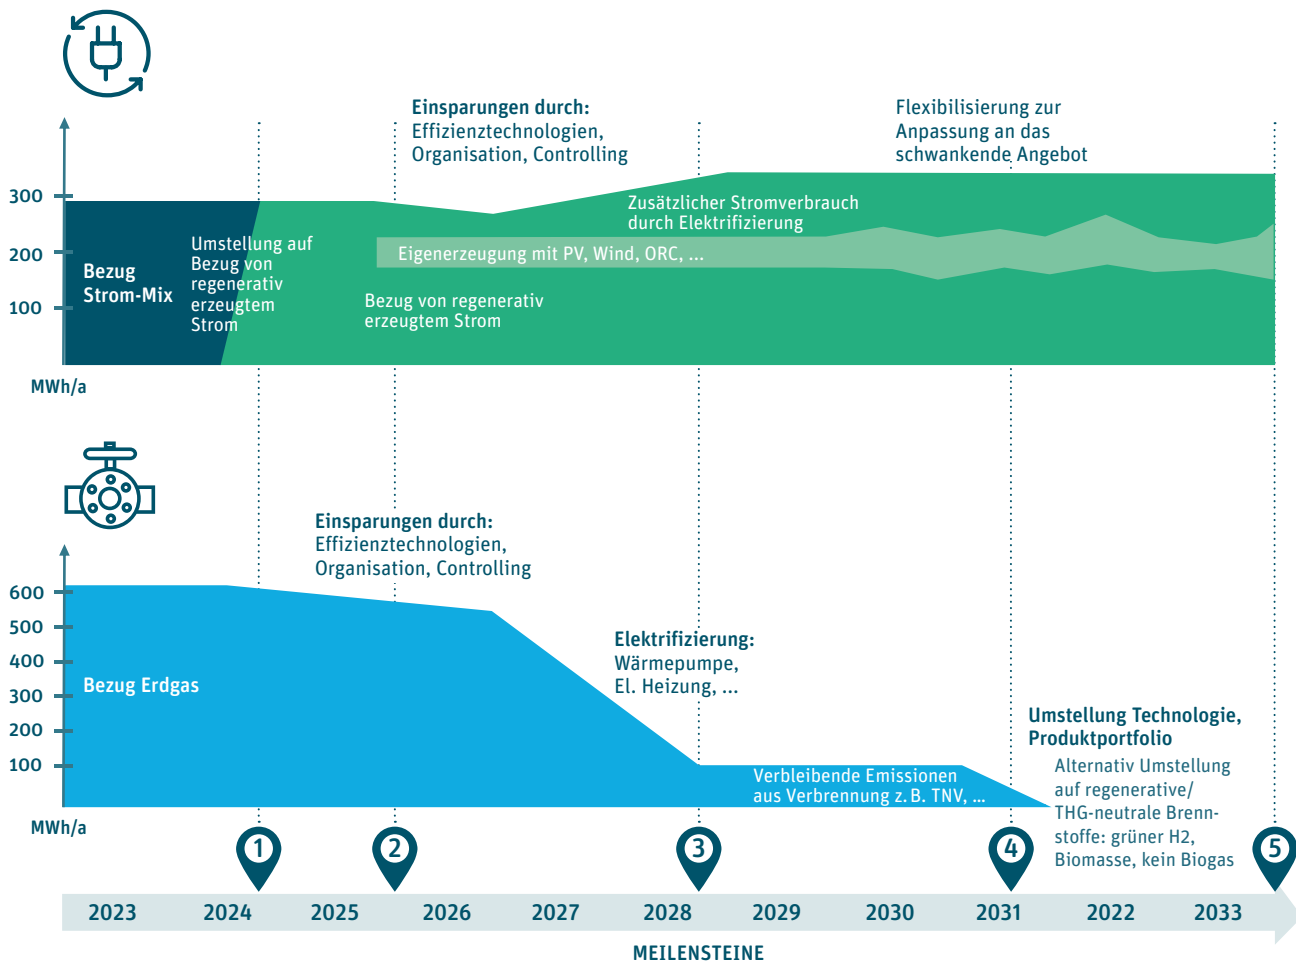 Einsparungen durch:
Effizienztechnologien,
Organisation, Controlling
Flexibilisierung zur
Anpassung an das
schwankende Angebot
300
200
100
MWh/a
Bezug
Strom-Mix
Umstellung auf
Bezug von
regenerativ
erzeugtem
Strom
Zusätzlicher Stromverbrauch
durch Elektrifizierung
Eigenerzeugung mit PV, Wind, ORC, ...
Bezug von regenerativ
erzeugtem Strom
Einsparungen durch:
Effizienztechnologien,
Organisation, Controlling
600
500
400
300
200
100
MWh/a
Bezug Erdgas
Elektrifizierung:
Wärmepumpe,
El. Heizung, ...
Verbleibende Emissionen
aus Verbrennung z. B. TNV, ...
Umstellung Technologie,
Produktportfolio
Alternativ Umstellung
auf regenerative/
THG-neutrale Brenn-
stoffe: grüner H2,
Biomasse, kein Biogas
1 2 3 4 5
2023 2024 2025 2026 2027 2028 2029 2030 2031 2022 2033
MEILENSTEINE